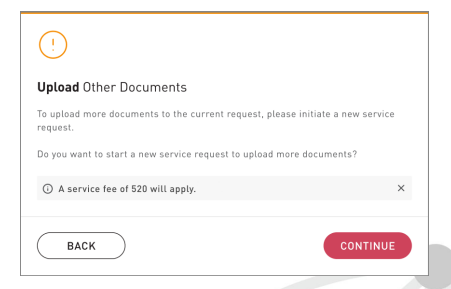 Upload Other Documents
To upload more documents to the current request, please initiate a new service
request.
Do you want to start a new service request to upload more documents?
A service fee of 520 will apply.
BACK
CONTINUE